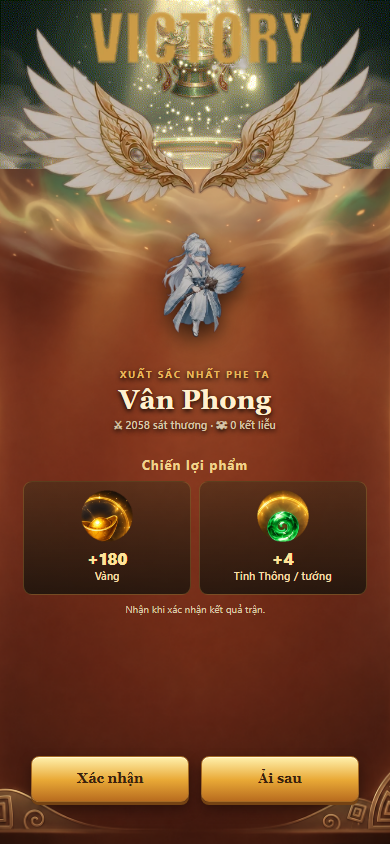 VICTORY
XUẤT SẮC NHẤT PHE TA
Vân Phong
2058 sát thương · 0 kết liễu
Chiến lợi phẩm
+180
Vàng
+4
Tinh Thông / tướng
Nhận khi xác nhận kết quả trận.
Xác nhận
Ải sau